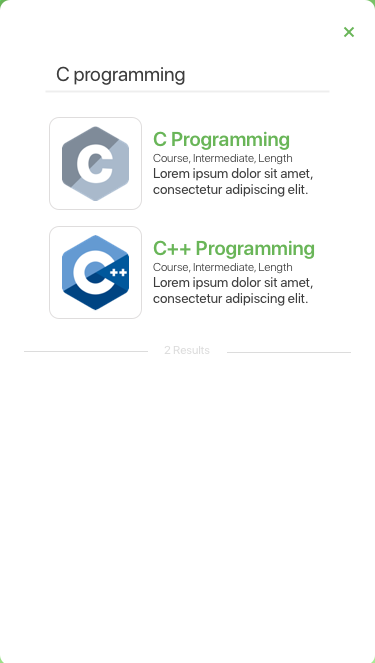 ×
C programming
C
C Programming
Course, Intermediate, Length
Lorem ipsum dolor sit amet,
consectetur adipiscing elit.
C++
C++ Programming
Course, Intermediate, Length
Lorem ipsum dolor sit amet,
consectetur adipiscing elit.
2 Results